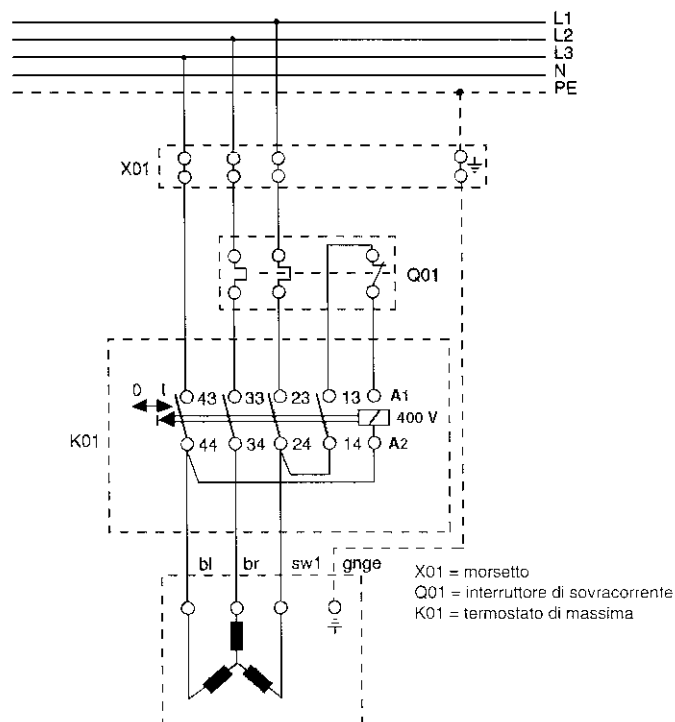 L1
L2
L3
N
PE
X01
Q01
0 I 43 33 23 13 A1
400 V
K01
44 34 24 14 A2
bl br sw1 gnge
X01 = morsetto
Q01 = interruttore di sovracorrente
K01 = termostato di massima